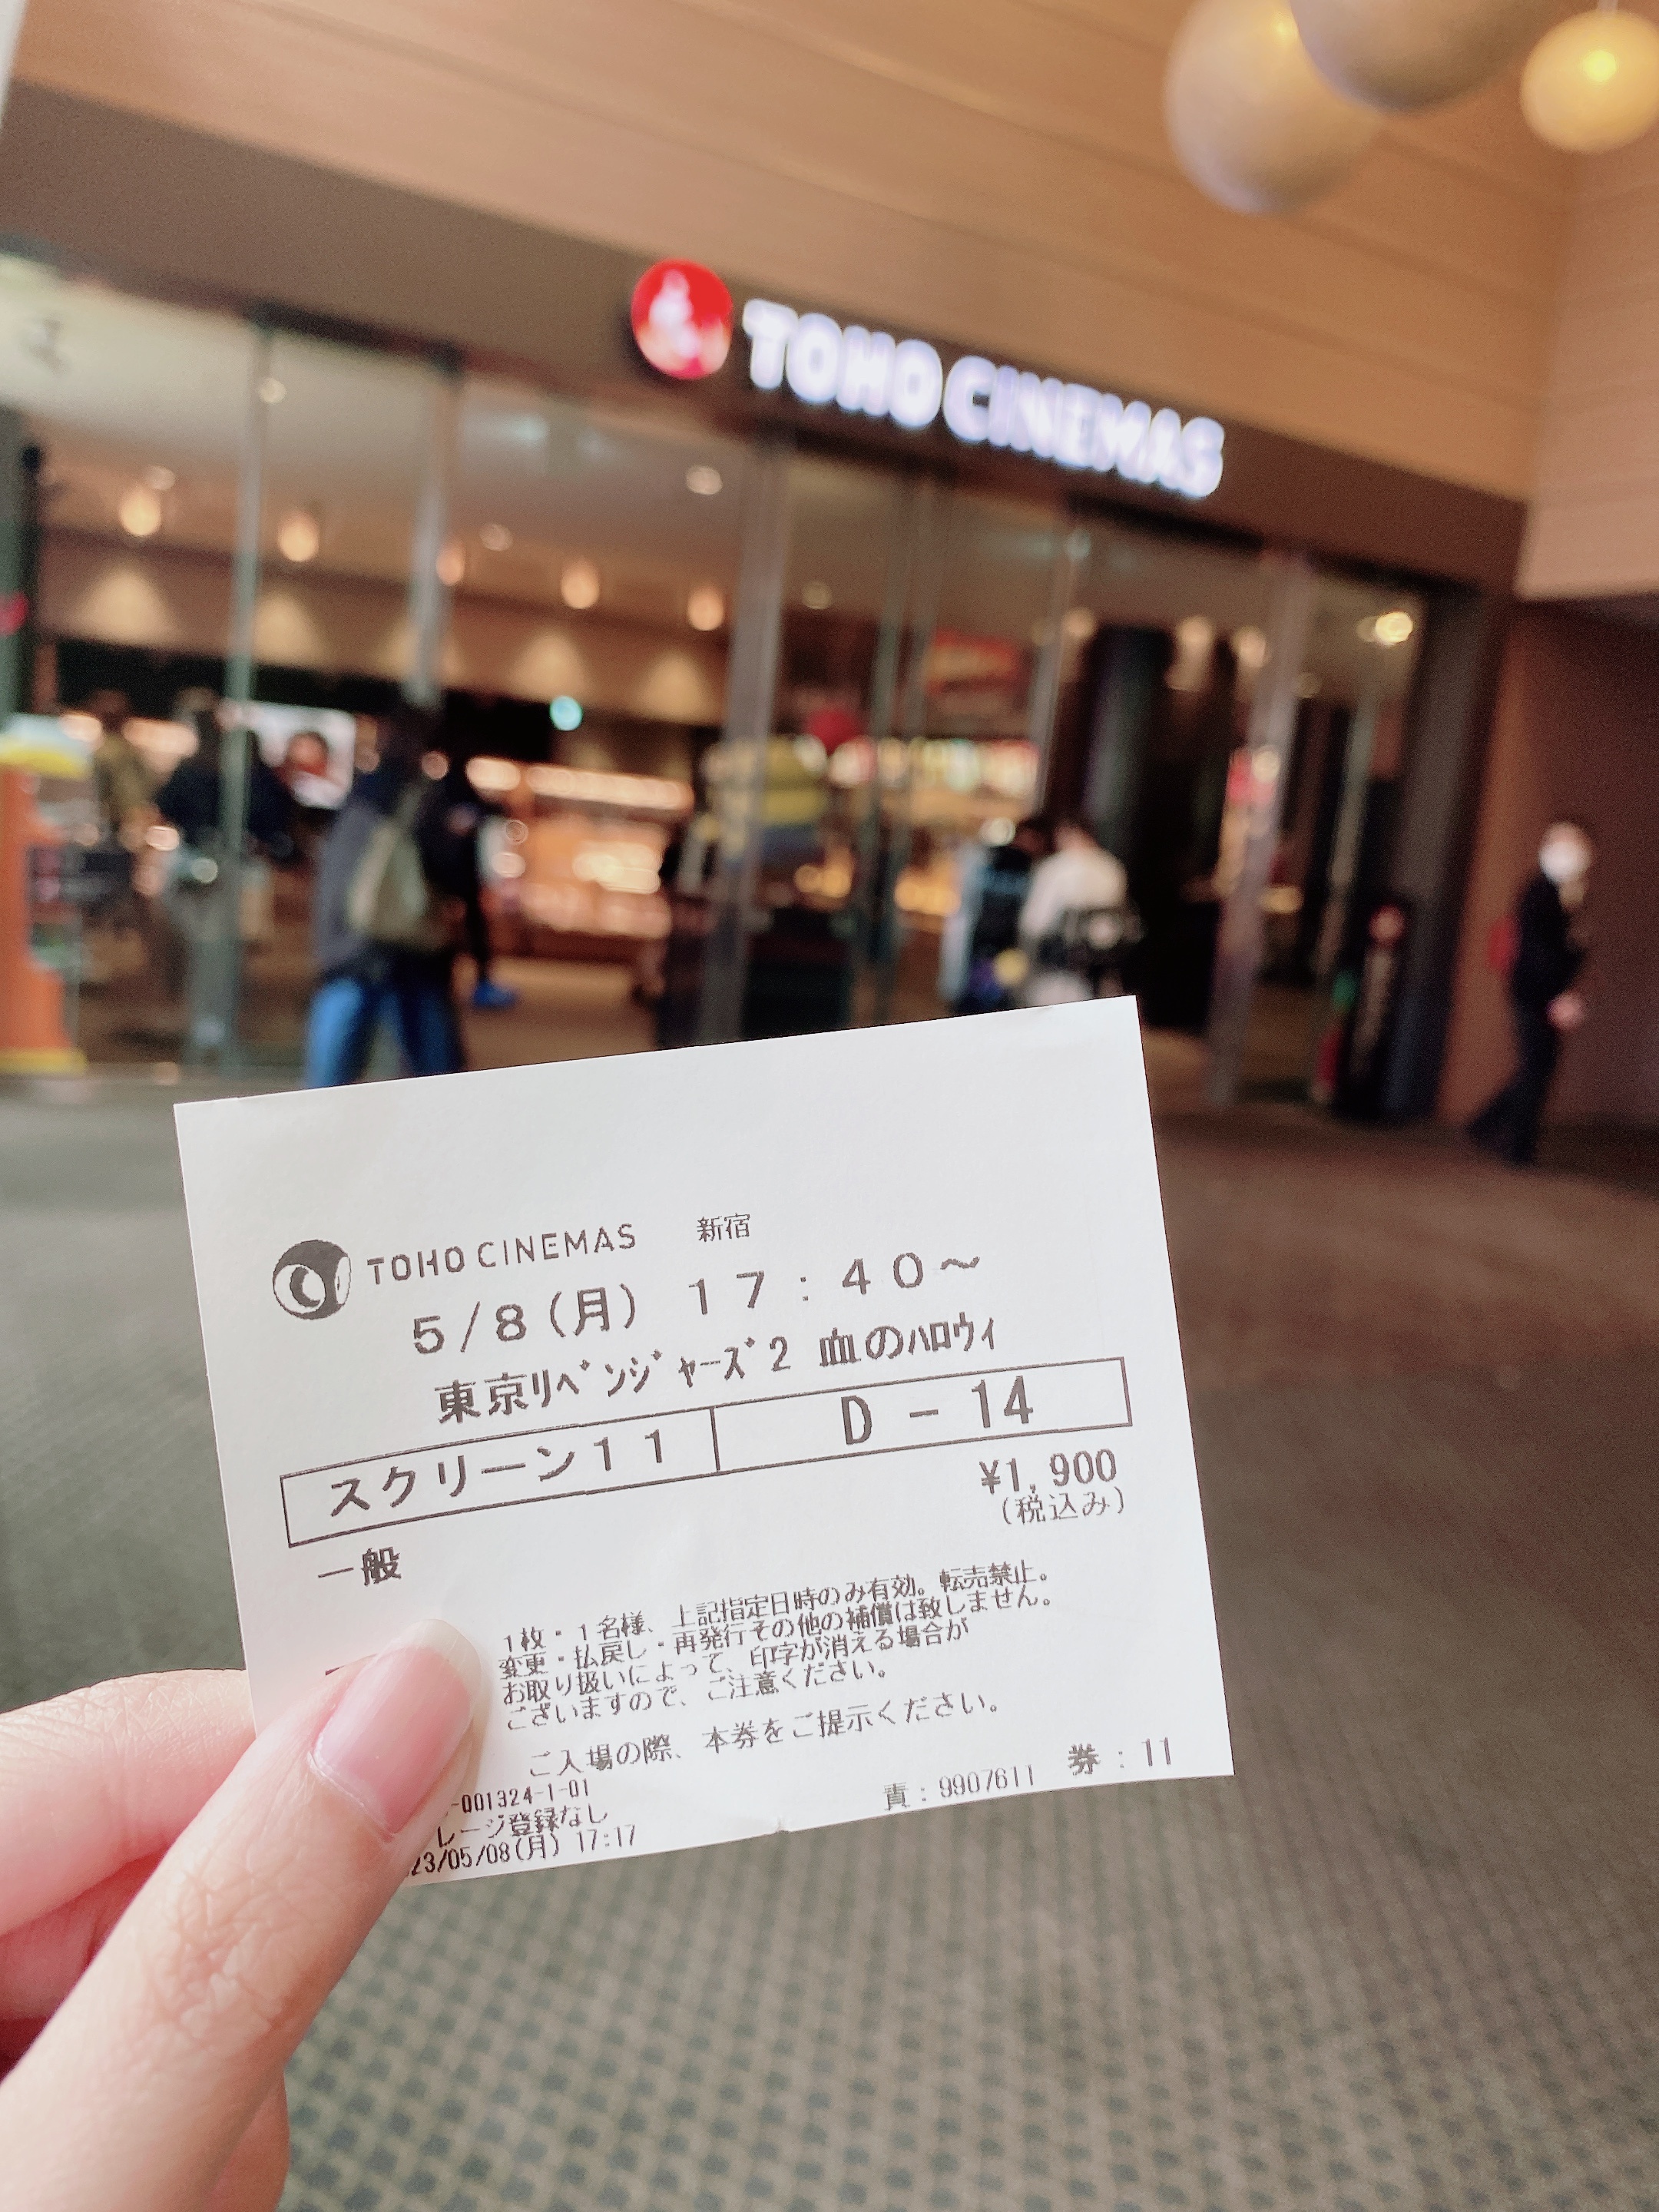 TOHO CINEMAS
TOHO CINEMAS 新宿
5/8(月) 17:40～
東京ﾘﾍﾞﾝｼﾞｬｰｽﾞ2 血のﾊﾛｳｨ
スクリーン11 D-14
¥1,900
(税込み)
一般
1枚・1名様、上記指定日時のみ有効。転売禁止。
変更・払戻し・再発行その他の補償は致しません。
お取り扱いによって、印字が消える場合が
ございますので、ご注意ください。
ご入場の際、本券をご提示ください。
-001324-1-01
責:9907611 券:11
レージ登録なし
23/05/08(月) 17:17